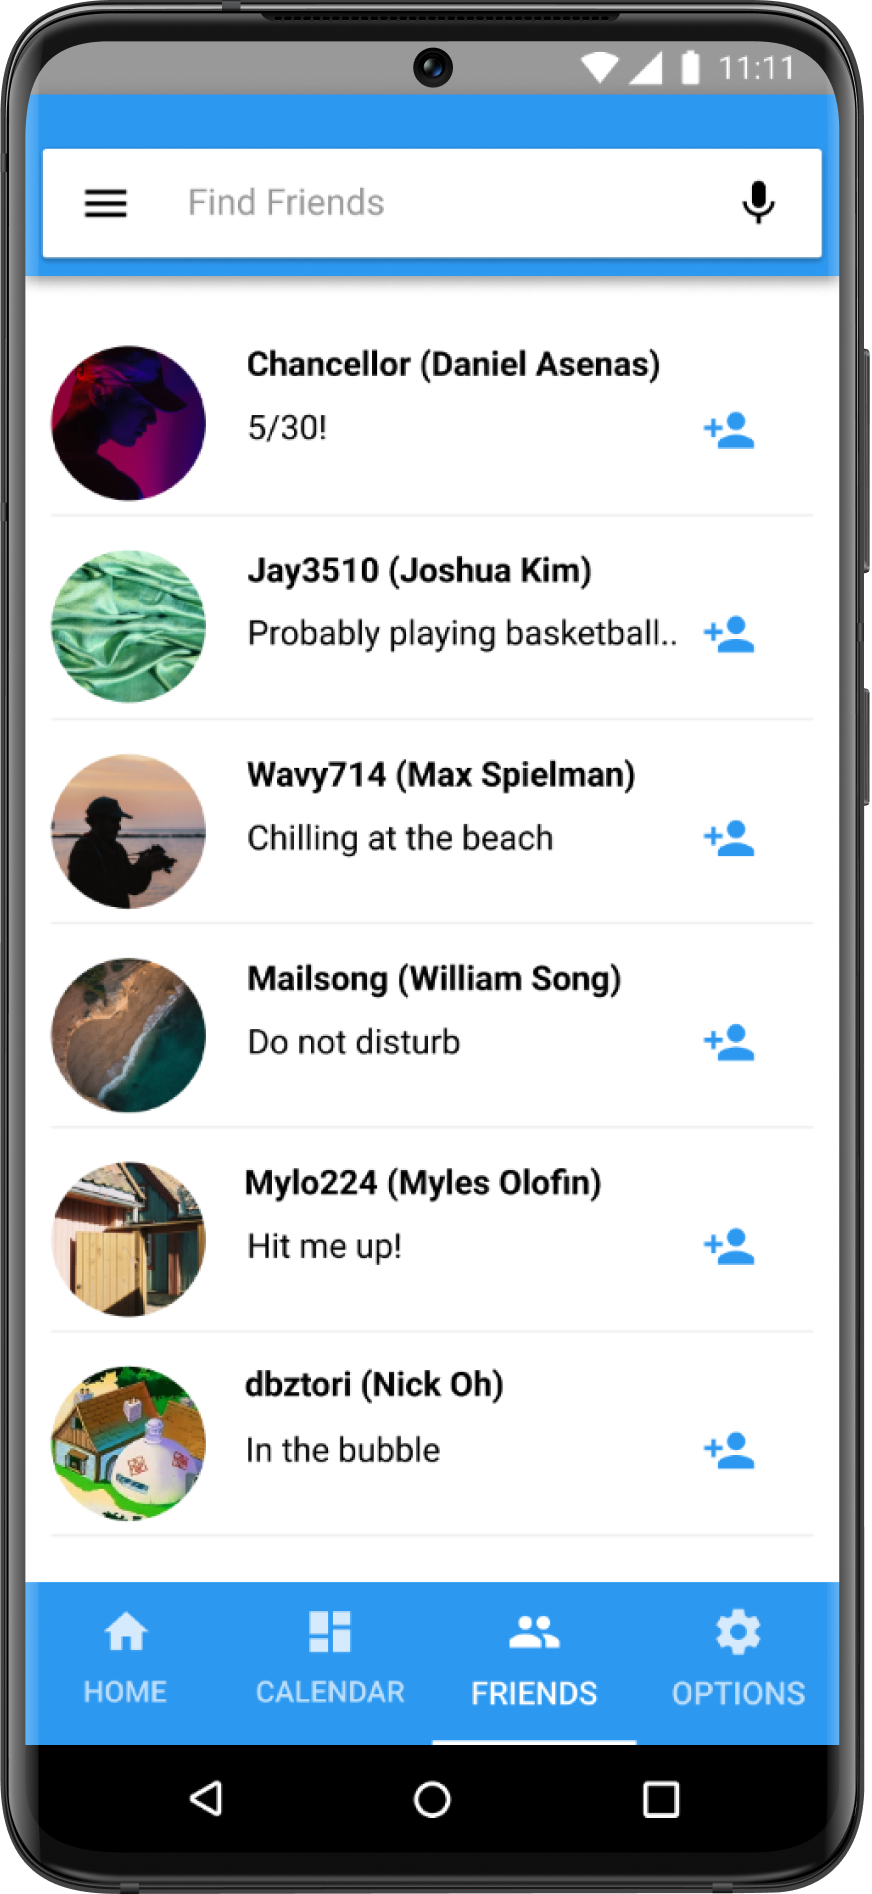 11:11
Find Friends
Chancellor (Daniel Asenas)
5/30!
Jay3510 (Joshua Kim)
Probably playing basketball..
Wavy714 (Max Spielman)
Chilling at the beach
Mailsong (William Song)
Do not disturb
Mylo224 (Myles Olofin)
Hit me up!
dbztori (Nick Oh)
In the bubble
HOME CALENDAR FRIENDS OPTIONS